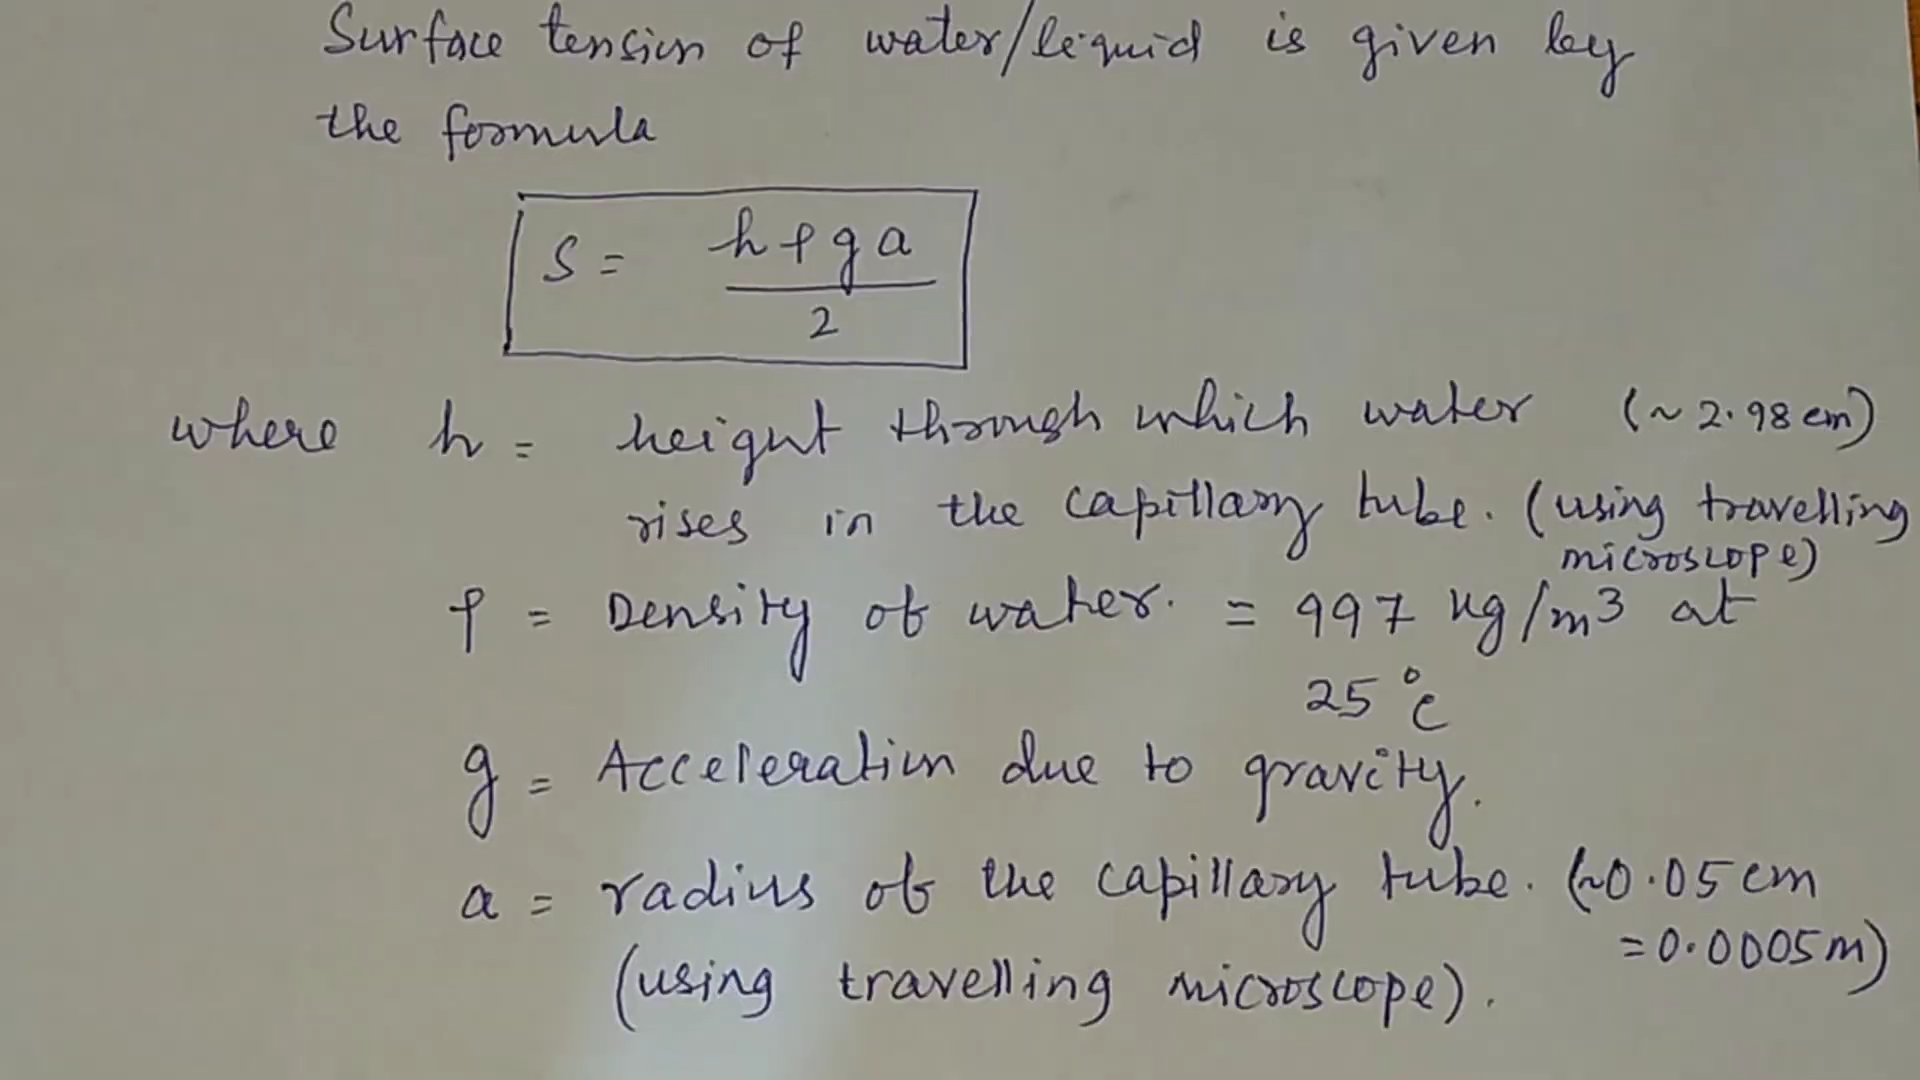 Surface tension of water/liquid is given by
the formula
S = hρga
2
where h = height through which water (~2.98 cm)
rises in the capillary tube. (using travelling
microscope)
ρ = Density of water. = 997 kg/m³ at
25 °C
g = Acceleration due to gravity.
a = radius of the capillary tube. (~0.05 cm
= 0.0005 m)
(using travelling microscope).